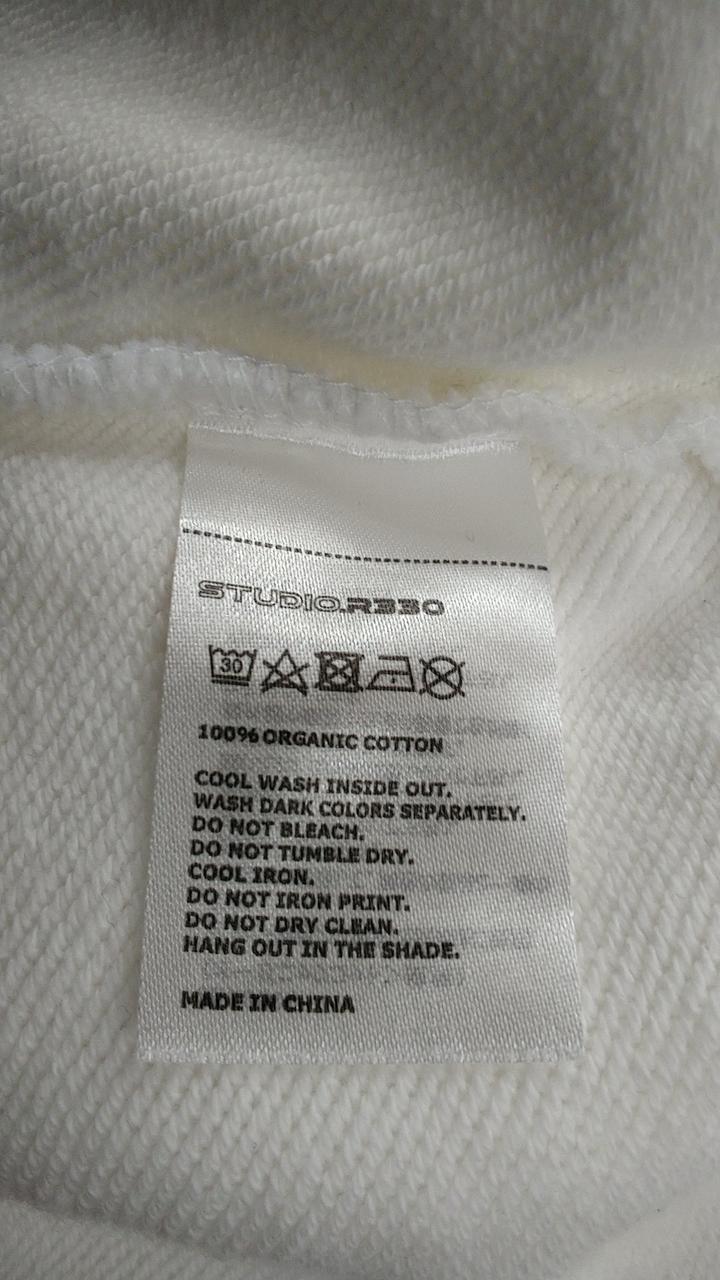 STUDIO.R330
30
100% ORGANIC COTTON
COOL WASH INSIDE OUT.
WASH DARK COLORS SEPARATELY.
DO NOT BLEACH.
DO NOT TUMBLE DRY.
COOL IRON.
DO NOT IRON PRINT.
DO NOT DRY CLEAN.
HANG OUT IN THE SHADE.
MADE IN CHINA